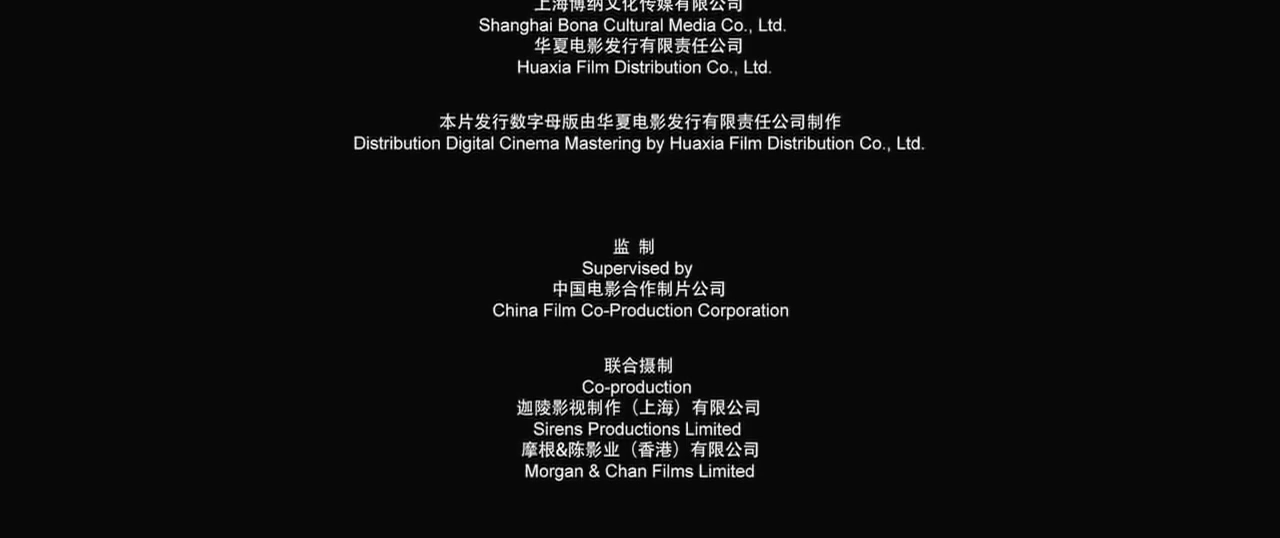 上海博纳文化传媒有限公司
Shanghai Bona Cultural Media Co., Ltd.
华夏电影发行有限责任公司
Huaxia Film Distribution Co., Ltd.
本片发行数字母版由华夏电影发行有限责任公司制作
Distribution Digital Cinema Mastering by Huaxia Film Distribution Co., Ltd.
监 制
Supervised by
中国电影合作制片公司
China Film Co-Production Corporation
联合摄制
Co-production
迦陵影视制作（上海）有限公司
Sirens Productions Limited
摩根&陈影业（香港）有限公司
Morgan & Chan Films Limited